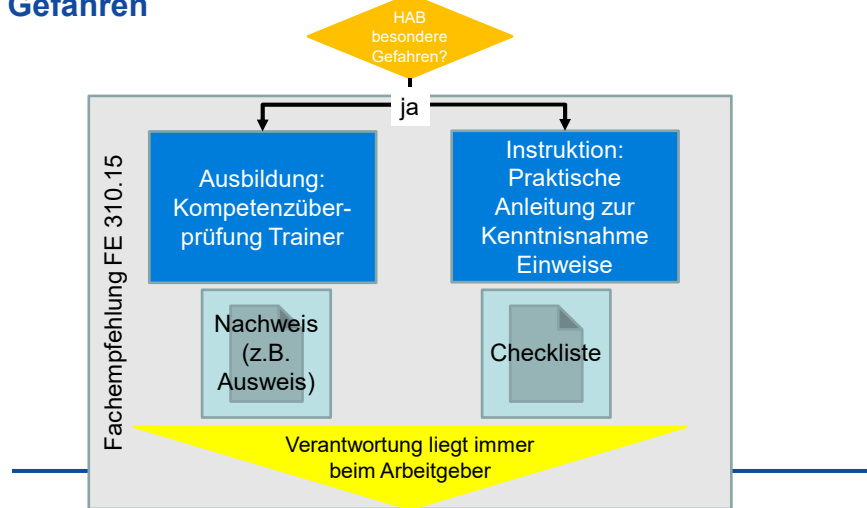 Gefahren
HAB
besondere
Gefahren?
ja
Fachempfehlung FE 310.15
Ausbildung:
Kompetenzüber-
prüfung Trainer
Instruktion:
Praktische
Anleitung zur
Kenntnisnahme
Einweise
Nachweis
(z.B.
Ausweis)
Checkliste
Verantwortung liegt immer
beim Arbeitgeber